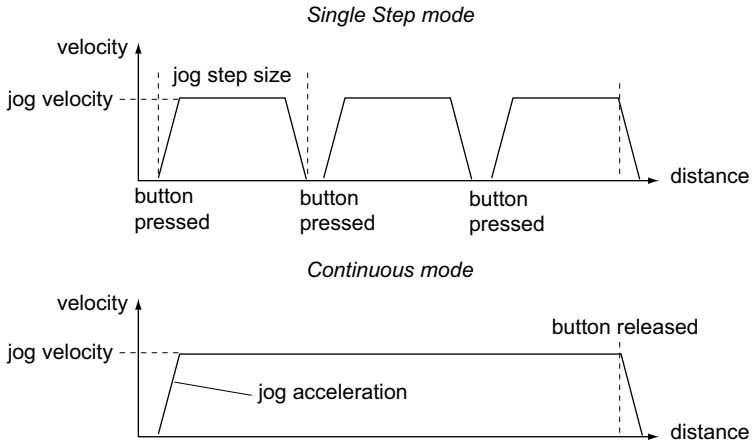 Single Step mode
velocity
jog step size
jog velocity
distance
button
pressed
button
pressed
button
pressed
Continuous mode
velocity
button released
jog velocity
jog acceleration
distance